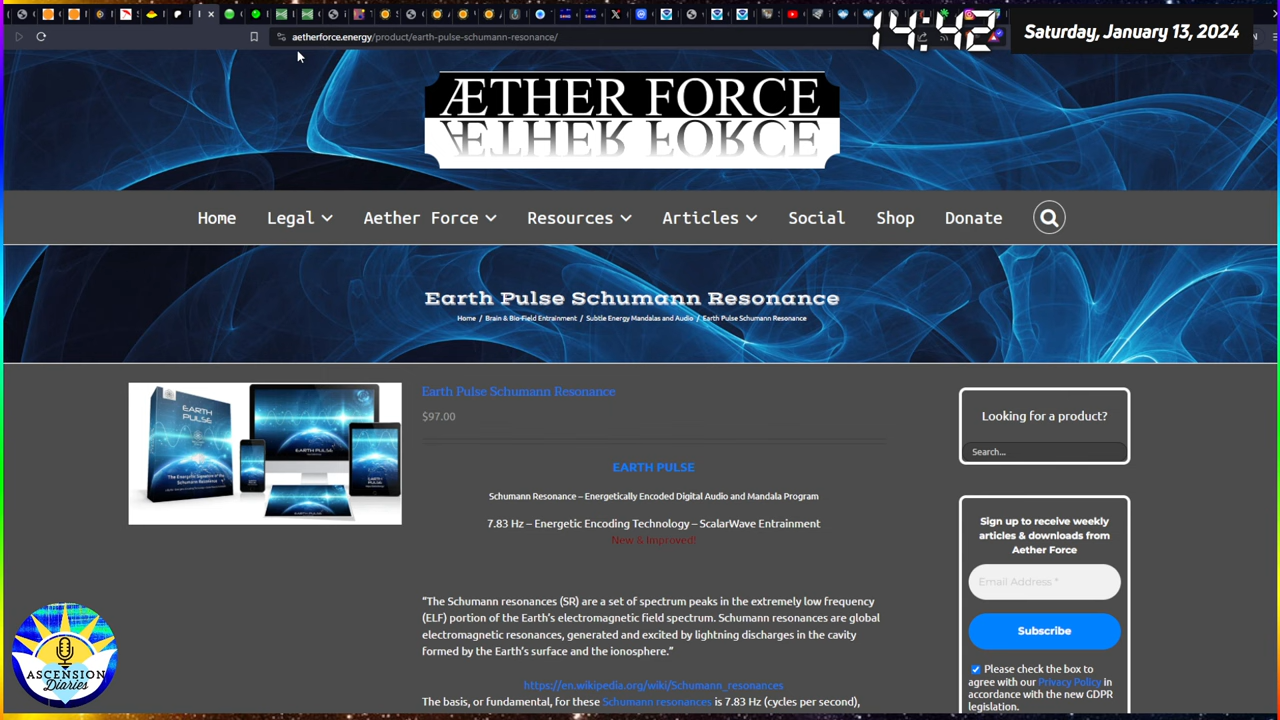 14:42
Saturday, January 13, 2024
aetherforce.energy/product/earth-pulse-schumann-resonance/
ÆTHER FORCE
ÆTHER FORCE
Home
Legal
Aether Force
Resources
Articles
Social
Shop
Donate
Earth Pulse Schumann Resonance
Home / Brain & Bio-Field Entrainment / Subtle Energy Mandalas and Audio / Earth Pulse Schumann Resonance
EARTH
PULSE
EARTH PULSE
Earth Pulse Schumann Resonance
$97.00
EARTH PULSE
Schumann Resonance – Energetically Encoded Digital Audio and Mandala Program
7.83 Hz – Energetic Encoding Technology – ScalarWave Entrainment
New & Improved!
“The Schumann resonances (SR) are a set of spectrum peaks in the extremely low frequency
(ELF) portion of the Earth’s electromagnetic field spectrum. Schumann resonances are global
electromagnetic resonances, generated and excited by lightning discharges in the cavity
formed by the Earth’s surface and the ionosphere.”
https://en.wikipedia.org/wiki/Schumann_resonances
The basis, or fundamental, for these Schumann resonances is 7.83 Hz (cycles per second),
Looking for a product?
Search...
Sign up to receive weekly
articles & downloads from
Aether Force
Email Address *
Subscribe
Please check the box to
agree with our Privacy Policy in
accordance with the new GDPR
legislation.
ASCENSION
Diaries